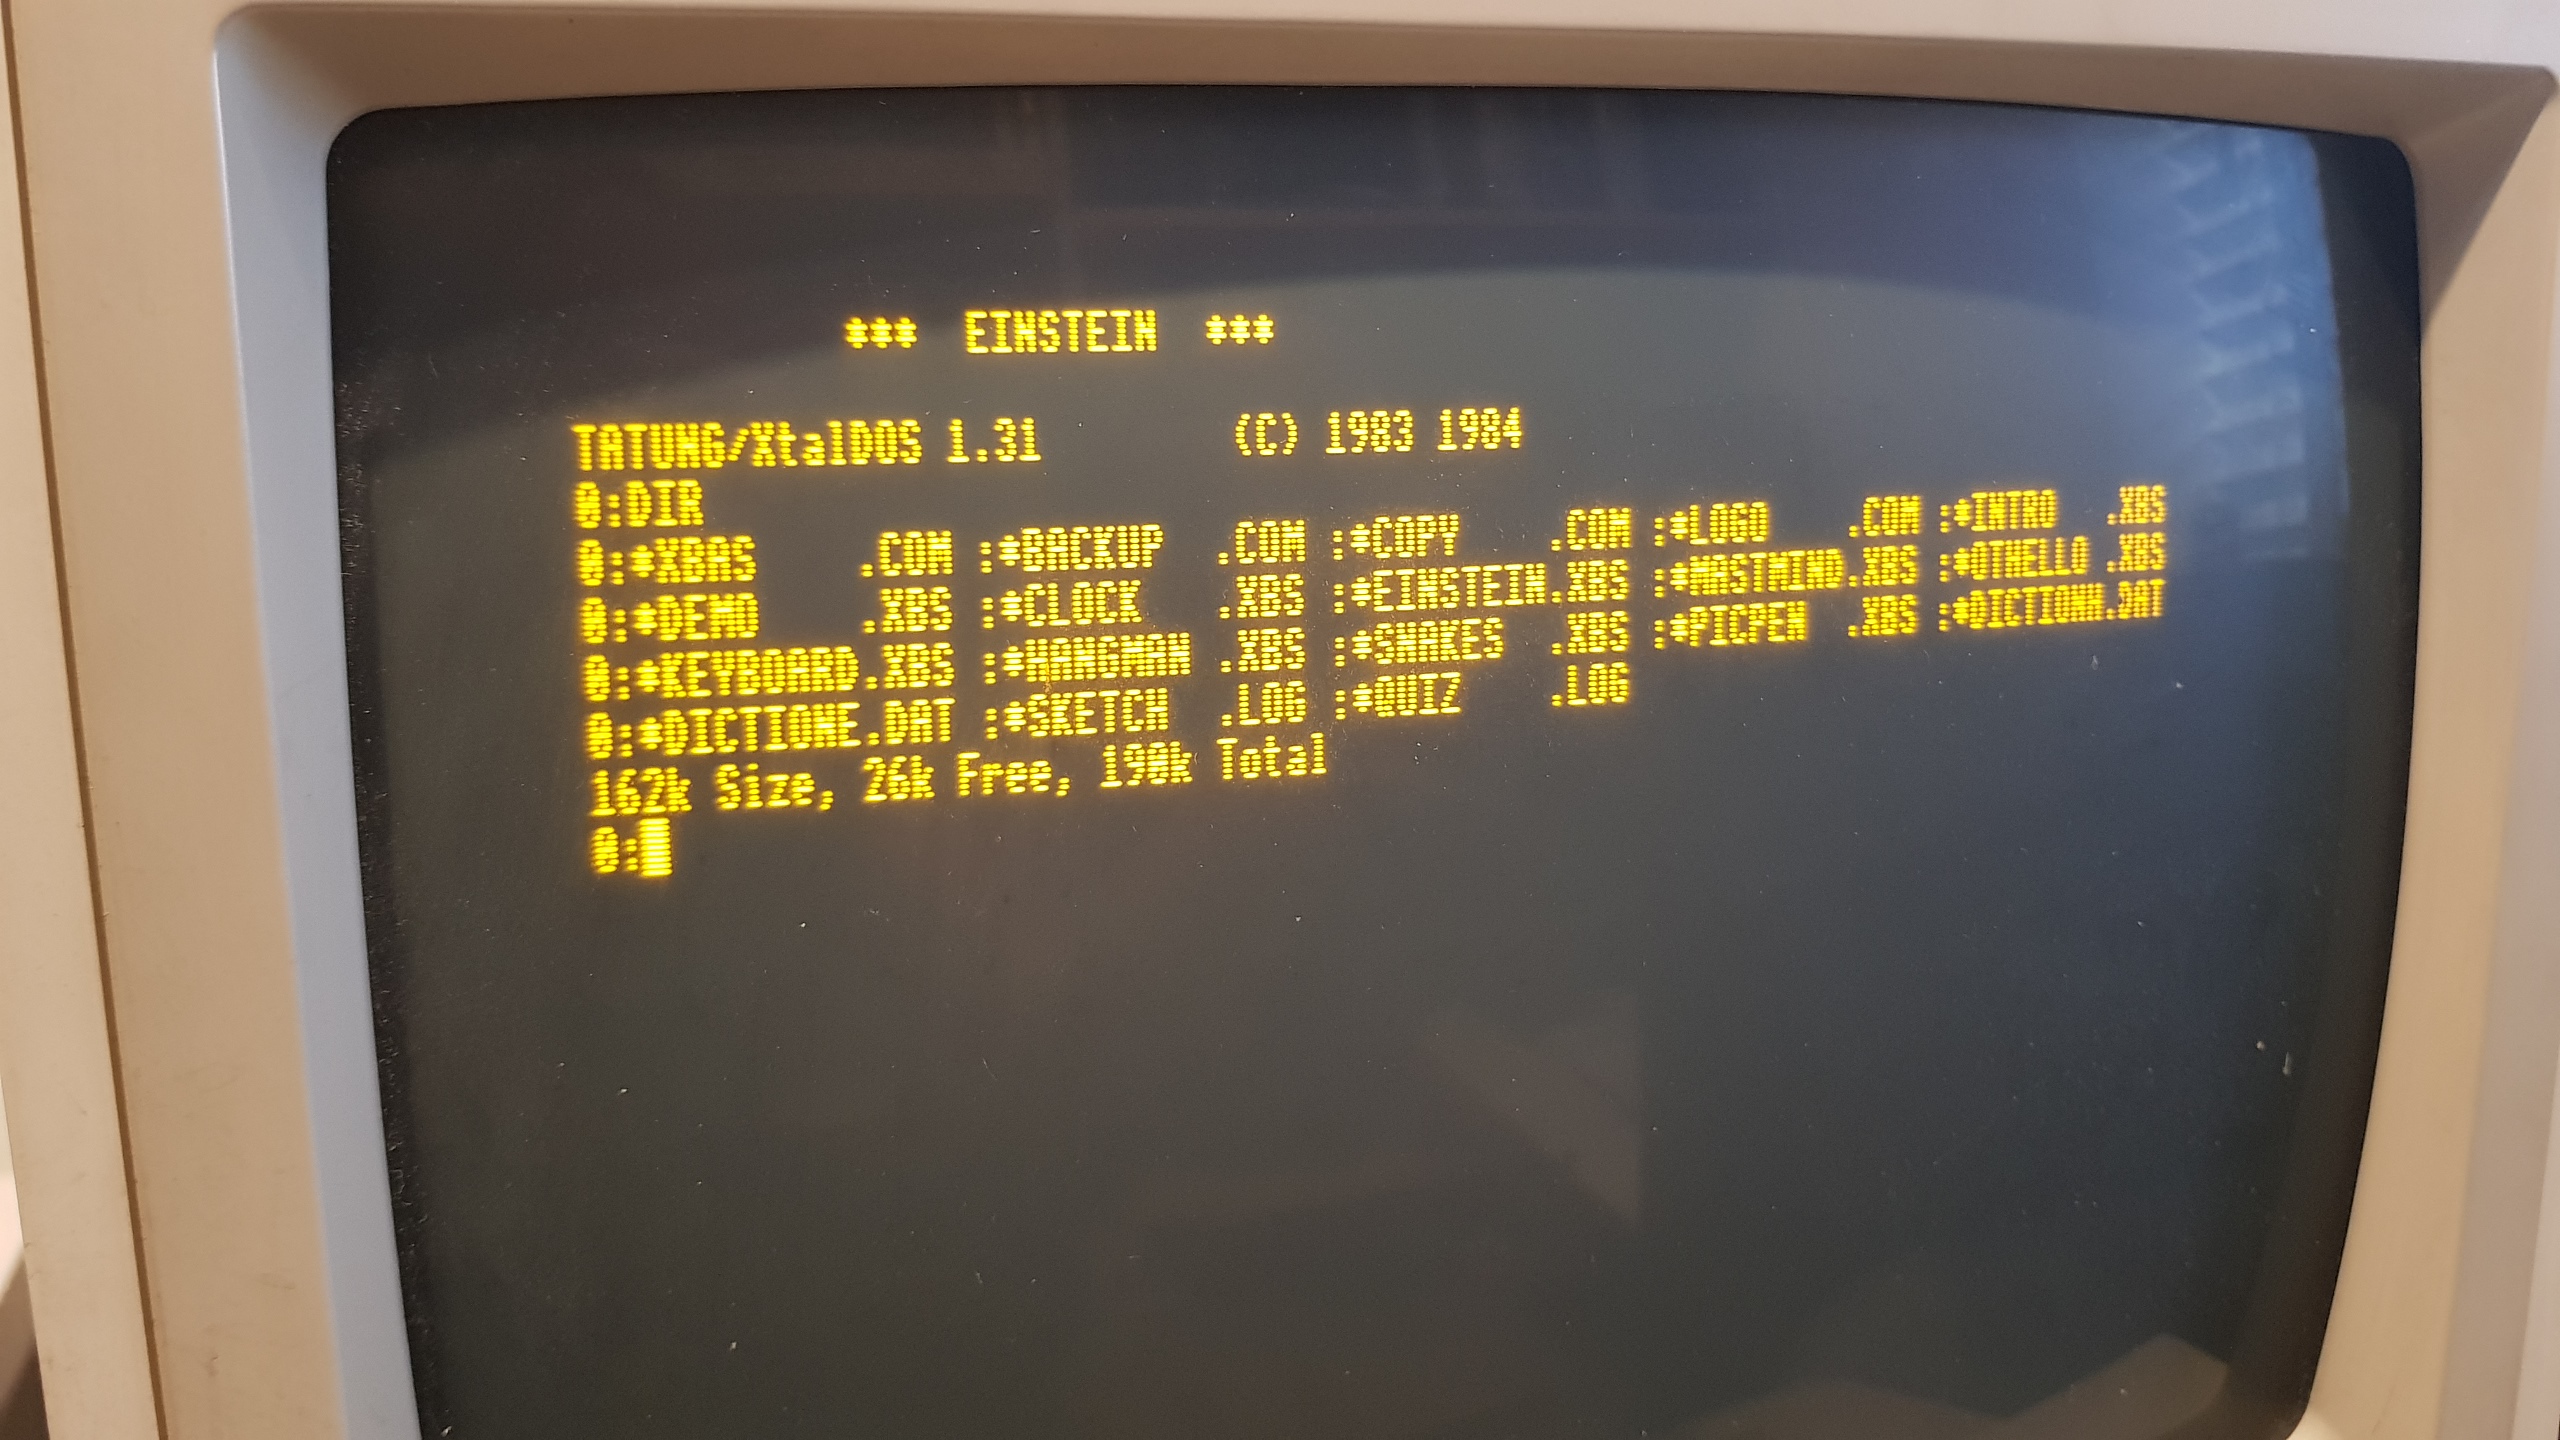 *** EINSTEIN ***
TATUNG/XtalDOS 1.31 (C) 1983 1984
0:DIR
0:*XBAS .COM :*BACKUP .COM :*COPY .COM :*LOGO .COM :*INTRO .XBS
0:*DEMO .XBS :*CLOCK .XBS :*EINSTEIN.XBS :*MASTMIND.XBS :*OTHELLO .XBS
0:*KEYBOARD.XBS :*HANGMAN .XBS :*SNAKES .XBS :*PICPEN .XBS :*DICTIONH.DAT
0:*DICTIONE.DAT :*SKETCH .LOG :*QUIZ .LOG
162k Size, 26k Free, 190k Total
0: